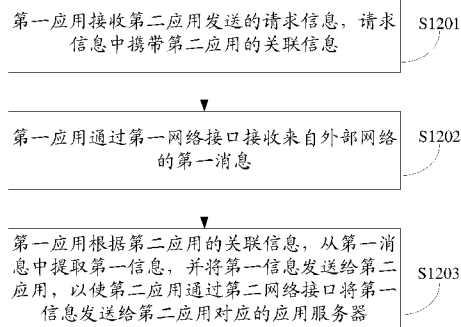 第一应用接收第二应用发送的请求信息，请求
信息中携带第二应用的关联信息
S1201
第一应用通过第一网络接口接收来自外部网络
的第一消息
S1202
第一应用根据第二应用的关联信息，从第一消
息中提取第一信息，并将第一信息发送给第二
应用，以使第二应用通过第二网络接口将第一
信息发送给第二应用对应的应用服务器
S1203